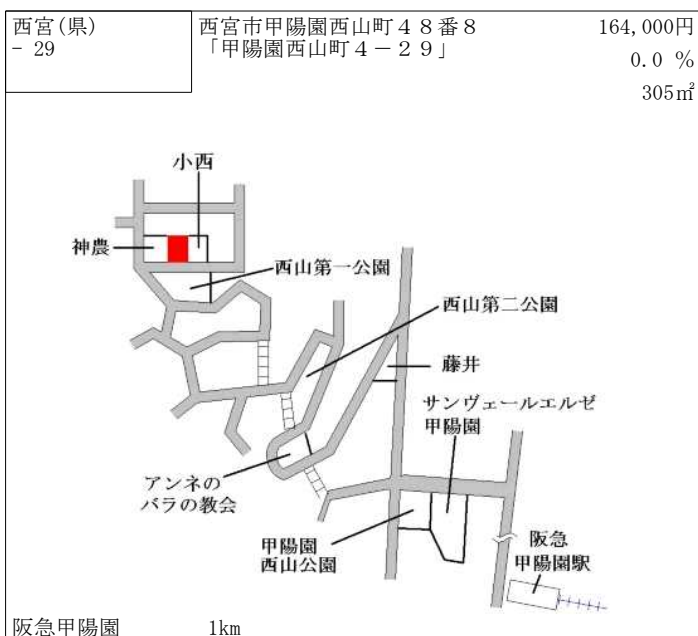 西宮(県)
- 29
西宮市甲陽園西山町４８番８
「甲陽園西山町４－２９」
164,000円
0.0 %
305㎡
小西
神農
西山第一公園
西山第二公園
藤井
サンヴェールエルゼ
甲陽園
アンネの
バラの教会
甲陽園
西山公園
阪急
甲陽園駅
阪急甲陽園 1km